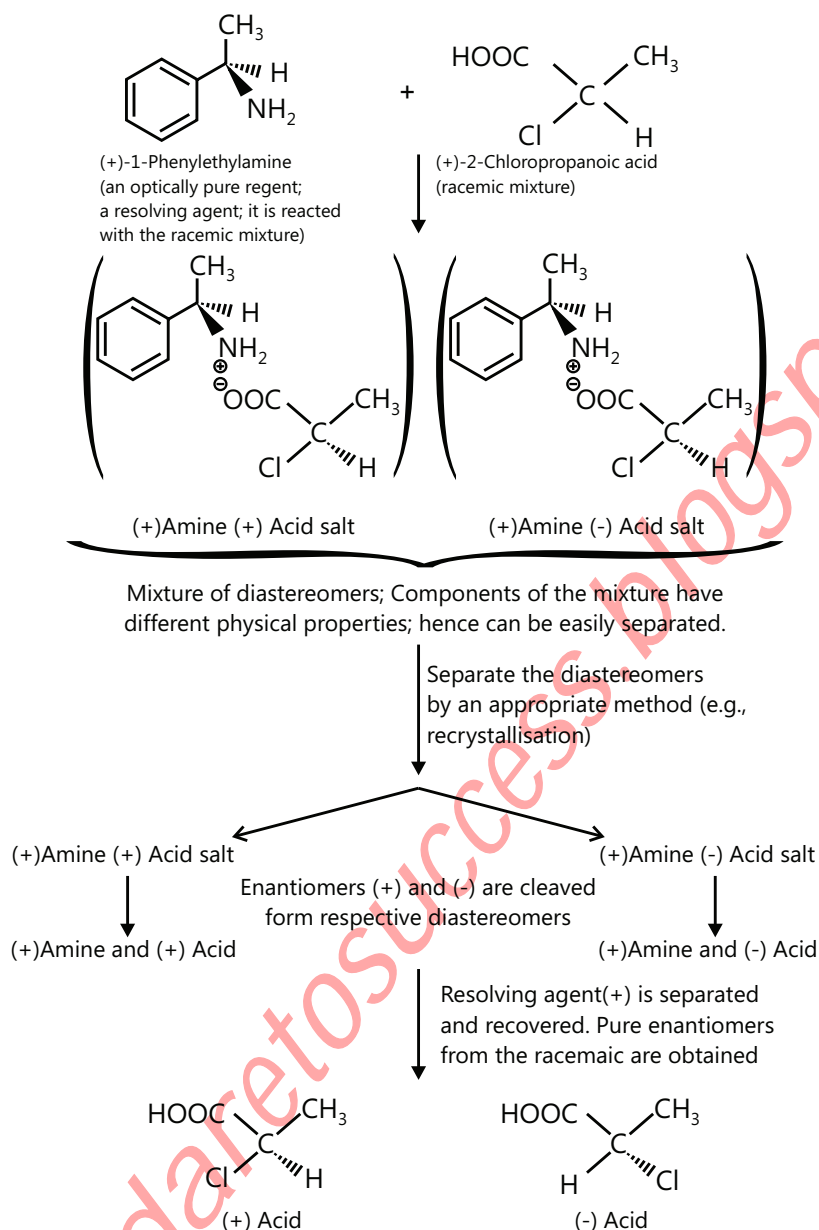 CH3
H
NH2
+
HOOC
CH3
C
Cl
H
(+)-1-Phenylethylamine
(an optically pure regent;
a resolving agent; it is reacted
with the racemic mixture)
(+)-2-Chloropropanoic acid
(racemic mixture)
CH3
H
NH2
⊕
⊖
OOC
CH3
C
Cl
H
CH3
H
NH2
⊕
⊖
OOC
CH3
C
Cl
H
(+)Amine (+) Acid salt
(+)Amine (-) Acid salt
Mixture of diastereomers; Components of the mixture have
different physical properties; hence can be easily separated.
Separate the diastereomers
by an appropriate method (e.g.,
recrystallisation)
(+)Amine (+) Acid salt
(+)Amine (-) Acid salt
Enantiomers (+) and (-) are cleaved
form respective diastereomers
(+)Amine and (+) Acid
(+)Amine and (-) Acid
Resolving agent(+) is separated
and recovered. Pure enantiomers
from the racemaic are obtained
HOOC
CH3
C
Cl
H
(+) Acid
HOOC
CH3
C
H
Cl
(-) Acid
daretosuccess.blogsp